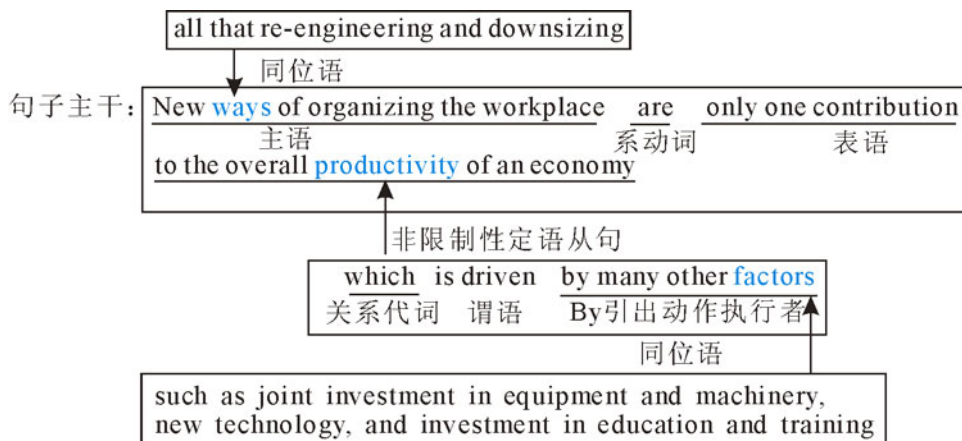 all that re-engineering and downsizing
同位语
句子主干: New ways of organizing the workplace are only one contribution
主语 系动词 表语
to the overall productivity of an economy
非限制性定语从句
which is driven by many other factors
关系代词 谓语 By引出动作执行者
同位语
such as joint investment in equipment and machinery,
new technology, and investment in education and training